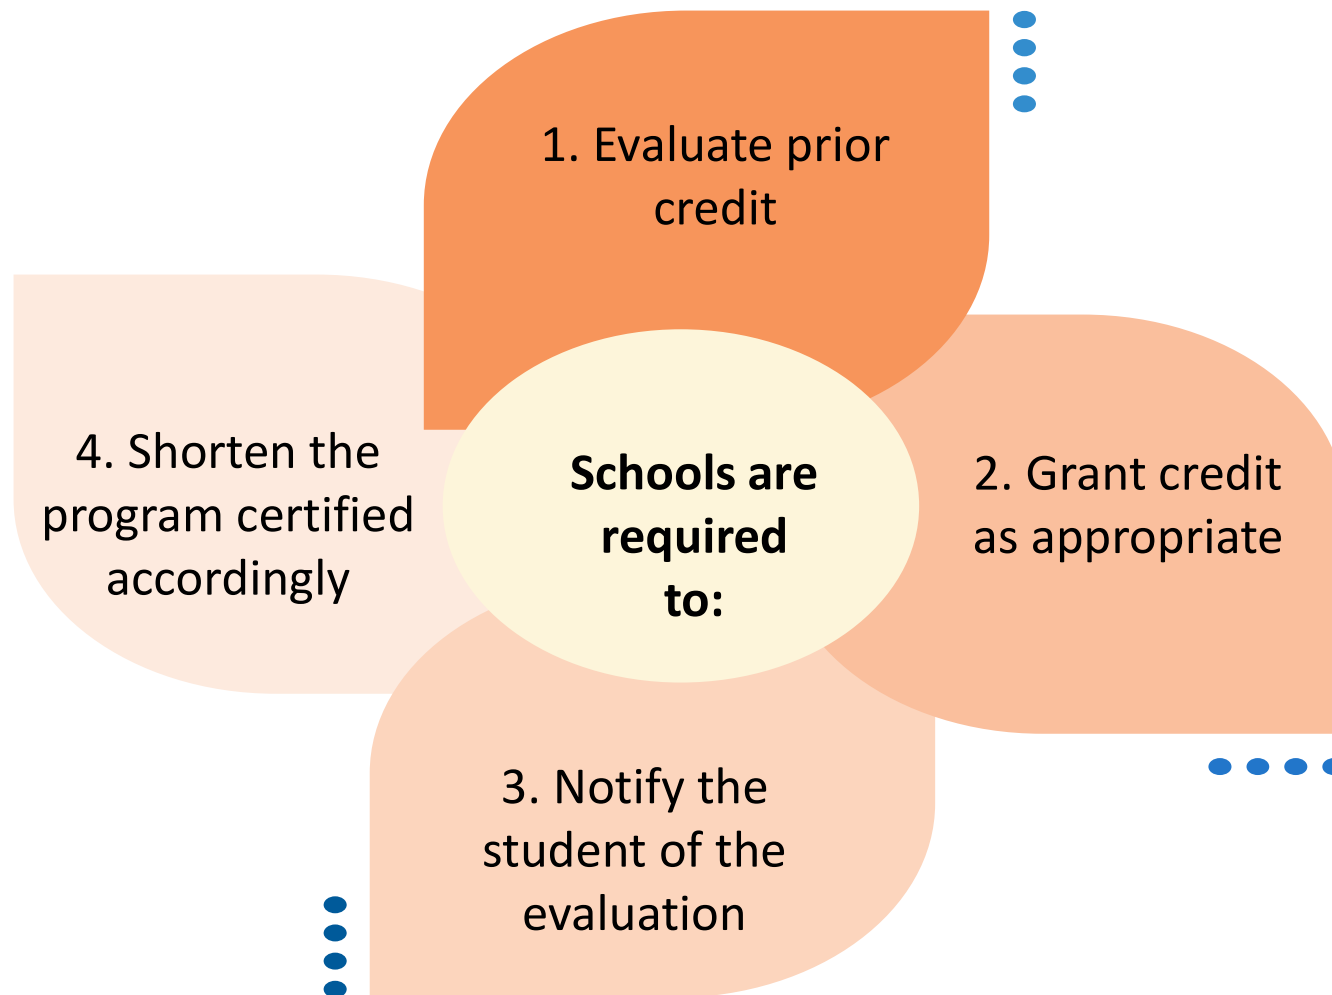 Schools are
required
to:
1. Evaluate prior
credit
2. Grant credit
as appropriate
3. Notify the
student of the
evaluation
4. Shorten the
program certified
accordingly